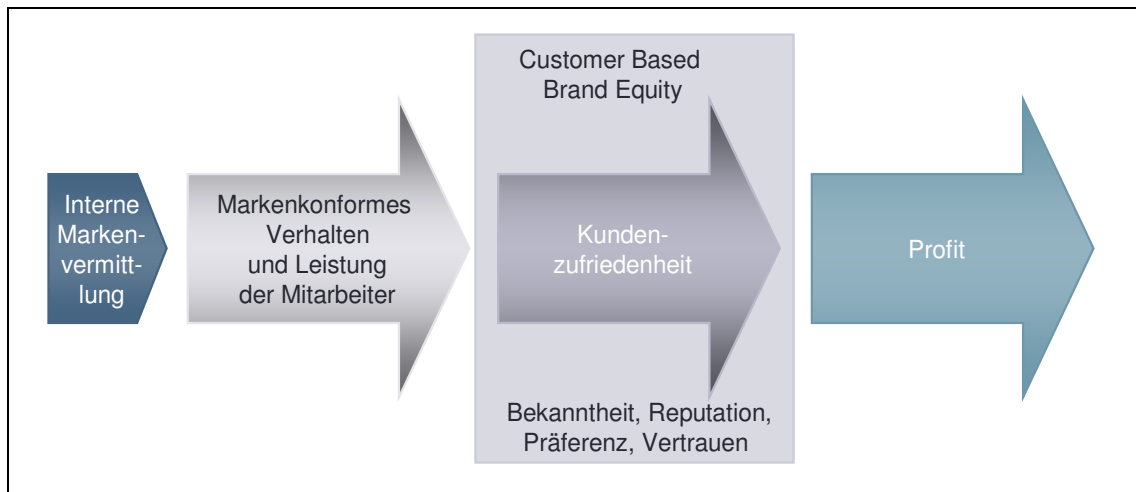 Interne
Marken-
vermitt-
lung
Markenkonformes
Verhalten
und Leistung
der Mitarbeiter
Customer Based
Brand Equity
Kunden-
zufriedenheit
Bekanntheit, Reputation,
Präferenz, Vertrauen
Profit